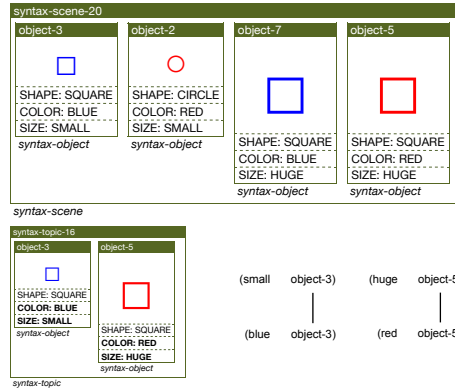 syntax-scene-20
object-3 object-2 object-7 object-5
SHAPE: SQUARE SHAPE: CIRCLE
COLOR: BLUE COLOR: RED
SIZE: SMALL SIZE: SMALL
syntax-object syntax-object
SHAPE: SQUARE SHAPE: SQUARE
COLOR: BLUE COLOR: RED
SIZE: HUGE SIZE: HUGE
syntax-object syntax-object
syntax-scene
syntax-topic-16
object-3 object-5
SHAPE: SQUARE
COLOR: BLUE
SIZE: SMALL
syntax-object
SHAPE: SQUARE
COLOR: RED
SIZE: HUGE
syntax-object
syntax-topic
(small object-3) (huge object-5
(blue object-3) (red object-5